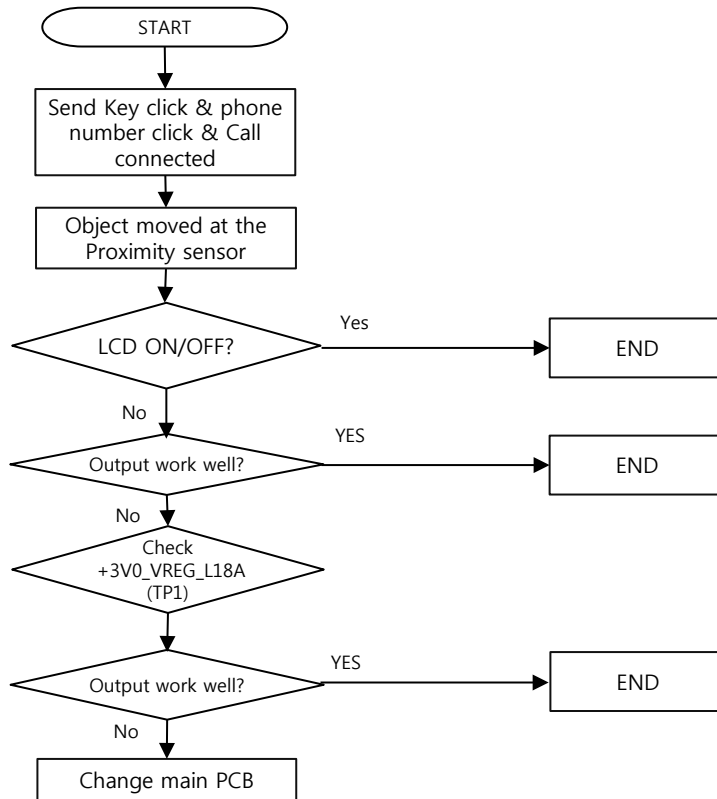 START
Send Key click & phone
number click & Call
connected
Object moved at the
Proximity sensor
LCD ON/OFF?
Yes
END
No
Output work well?
YES
END
No
Check
+3V0_VREG_L18A
(TP1)
Output work well?
YES
END
No
Change main PCB